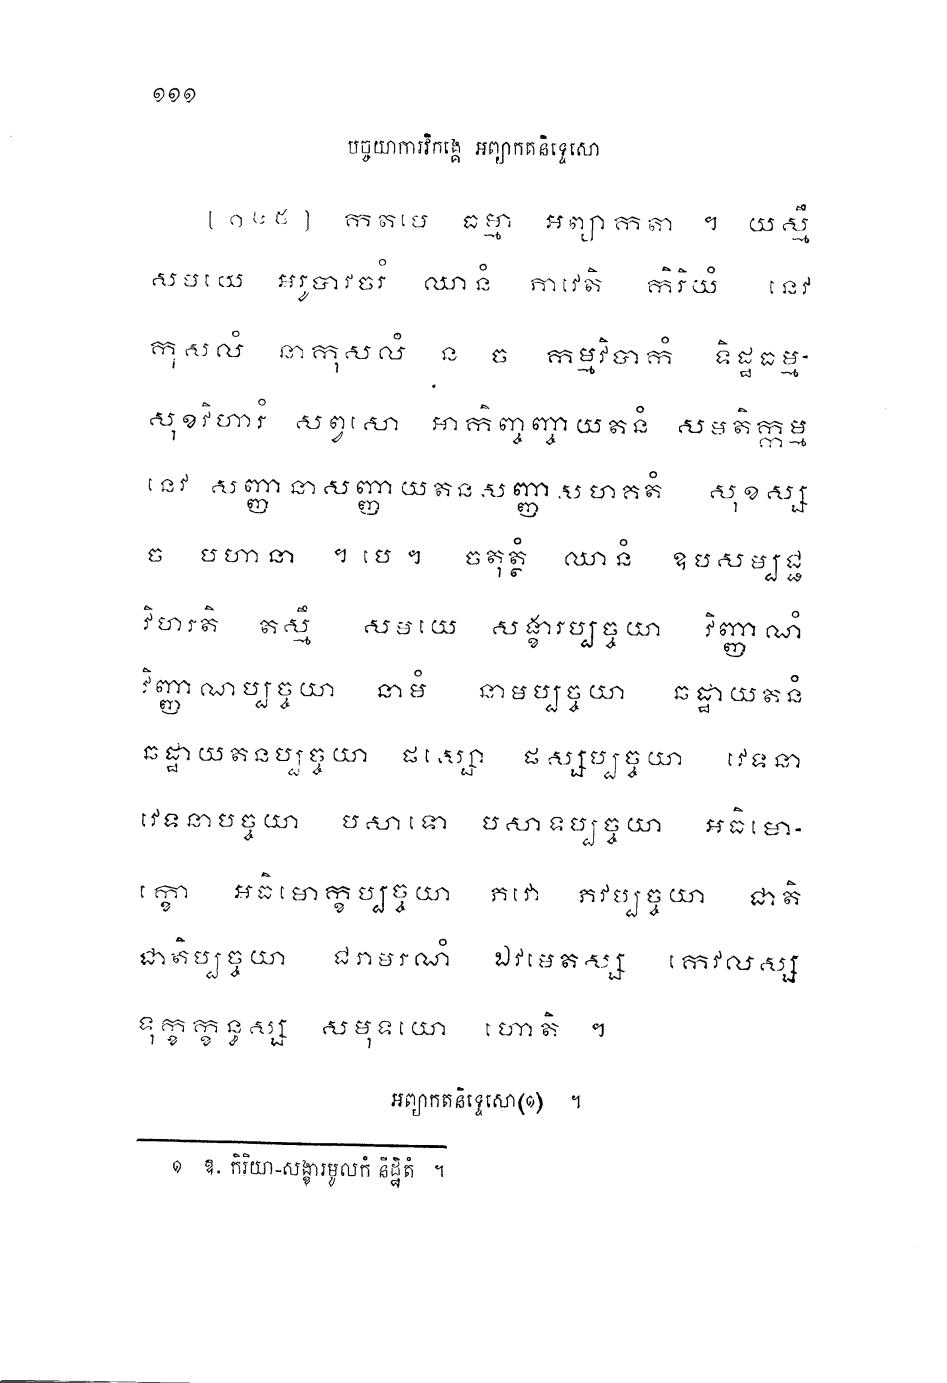 ១១១
បច្ចយាការវិភង្គេ អព្យាកតនិទ្ទេសោ
[១៤៥] កតមេ ធម្មា អព្យាកតា ។ យស្មឹ
សមយេ អរូបាវចរំ ឈានំ ភាវេតិ កិរិយំ នេវ
កុសលំ នាកុសលំ ន ច កម្មវិបាកំ ទិដ្ឋធម្ម-
សុខវិហារំ សព្វសោ អាកិញ្ចញ្ញាយតនំ សមតិក្កម្ម
នេវ សញ្ញានាសញ្ញាយតនសញ្ញាសហគតំ សុខស្ស
ច បហានា ។ បេ ។ ចតុត្ថំ ឈានំ ឧបសម្បជ្ជ
វិហរតិ តស្មឹ សមយេ សង្ខារប្បច្ចយា វិញ្ញាណំ
វិញ្ញាណប្បច្ចយា នាមំ នាមប្បច្ចយា ឆដ្ឋាយតនំ
ឆដ្ឋាយតនប្បច្ចយា ផស្សោ ផស្សប្បច្ចយា វេទនា
វេទនាបច្ចយា បសាទោ បសាទប្បច្ចយា អធិមោ-
ក្ខោ អធិមោក្ខប្បច្ចយា ភវោ ភវប្បច្ចយា ជាតិ
ជាតិប្បច្ចយា ជរាមរណំ ឯវមេតស្ស កេវលស្ស
ទុក្ខក្ខន្ធស្ស សមុទយោ ហោតិ ។
អព្យាកតនិទ្ទេសោ(១) ។
១ ឱ. កិរិយា-សង្ខារមូលកំ និដ្ឋិតំ ។